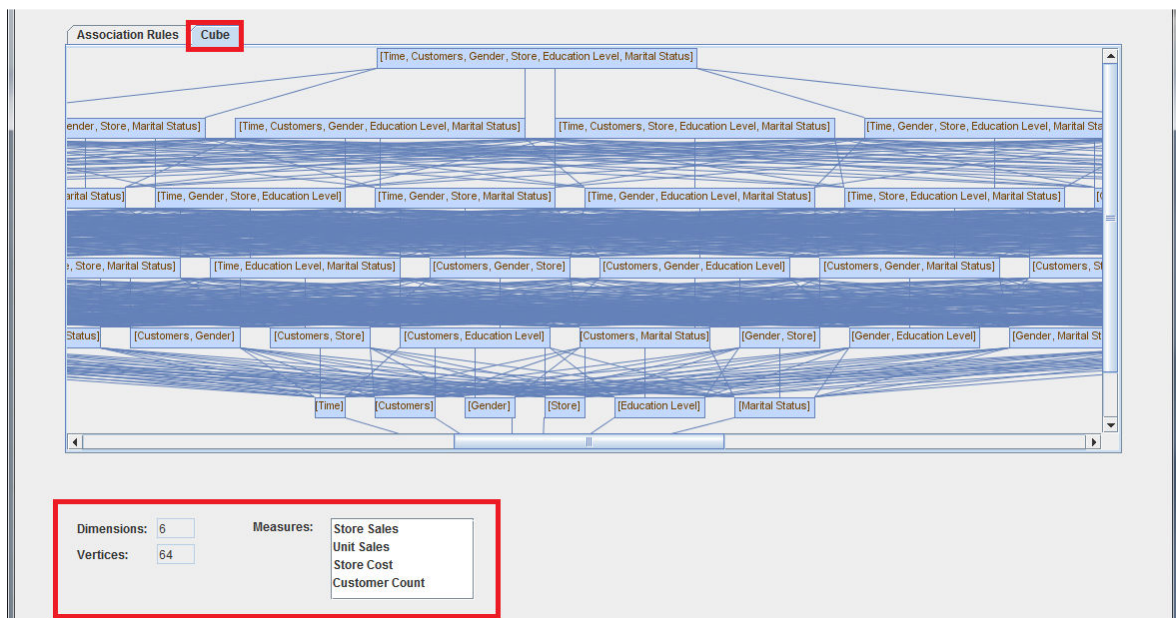 Association Rules Cube
[Time, Customers, Gender, Store, Education Level, Marital Status]
ender, Store, Marital Status] [Time, Customers, Gender, Education Level, Marital Status] [Time, Customers, Store, Education Level, Marital Status] [Time, Gender, Store, Education Level, Marital Sta
arital Status] [Time, Gender, Store, Education Level] [Time, Gender, Store, Marital Status] [Time, Gender, Education Level, Marital Status] [Time, Store, Education Level, Marital Status]
, Store, Marital Status] [Time, Education Level, Marital Status] [Customers, Gender, Store] [Customers, Gender, Education Level] [Customers, Gender, Marital Status] [Customers, St
Status] [Customers, Gender] [Customers, Store] [Customers, Education Level] [Customers, Marital Status] [Gender, Store] [Gender, Education Level] [Gender, Marital St
[Time] [Customers] [Gender] [Store] [Education Level] [Marital Status]
Dimensions: 6 Measures: Store Sales
Unit Sales
Vertices: 64
Store Cost
Customer Count